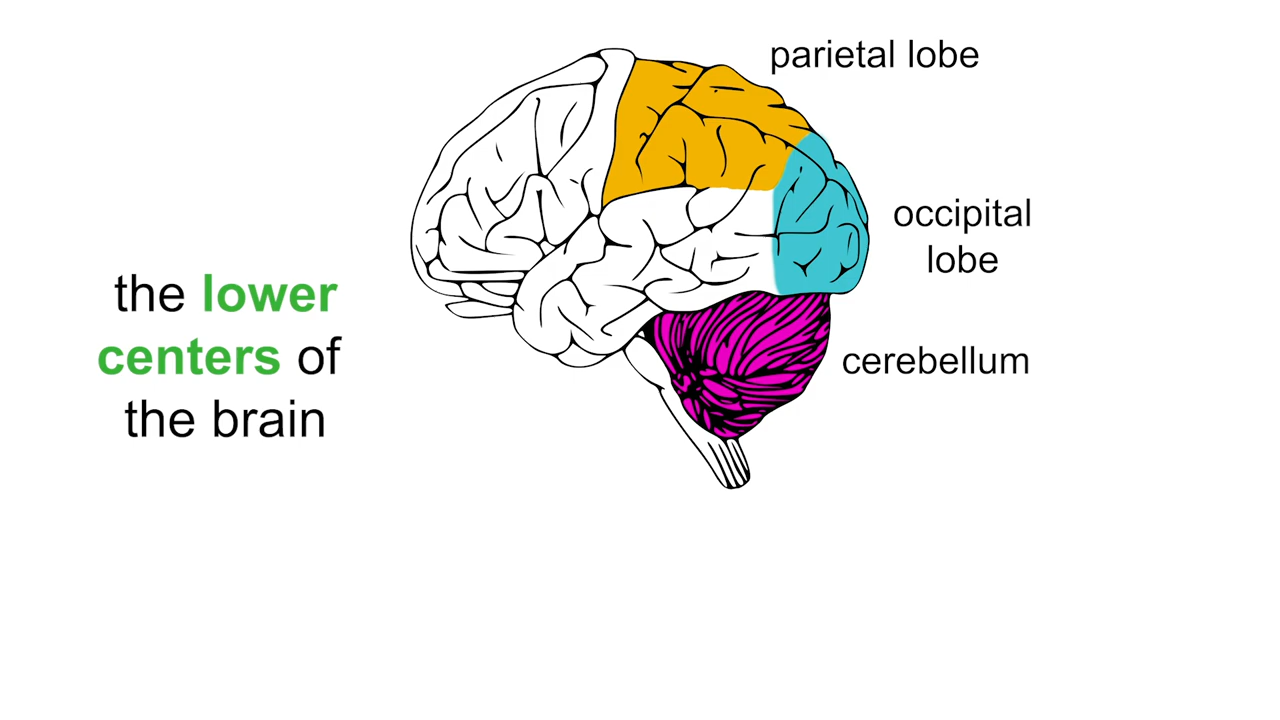 the lower
centers of
the brain
parietal lobe
occipital
lobe
cerebellum